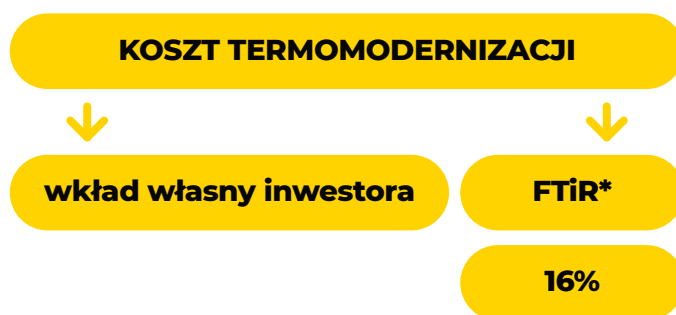 KOSZT TERMOMODERNIZACJI
wkład własny inwestora
FTiR*
16%